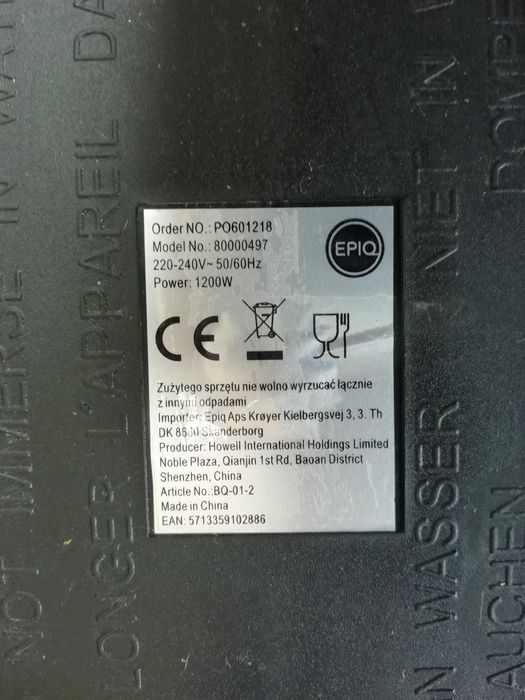 Order NO.: PO601218
Model No.: 80000497
220-240V~ 50/60Hz
Power: 1200W
EPIQ
CE
Zużytego sprzętu nie wolno wyrzucać łącznie
z innymi odpadami
Importer: Epiq Aps Krøyer Kielbergsvej 3, 3. Th
DK Skanderborg
Producer: Howell International Holdings Limited
Noble Plaza, Qianjin 1st Rd, Baoan District
Shenzhen, China
Article No.:BQ-01-2
Made in China
EAN: 5713359102886
NOT IMMERSE IN WAT
LONGER L'APPAREIL DA
N WASSER
NIET IN
AUCHEN
DOMPE